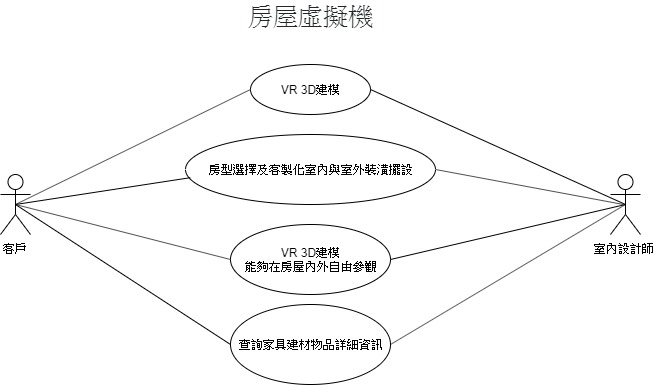 房屋虛擬機
VR 3D建模
房型選擇及客製化室內與室外裝潢擺設
客戶
室內設計師
VR 3D建模
能夠在房屋內外自由參觀
查詢家具建材物品詳細資訊